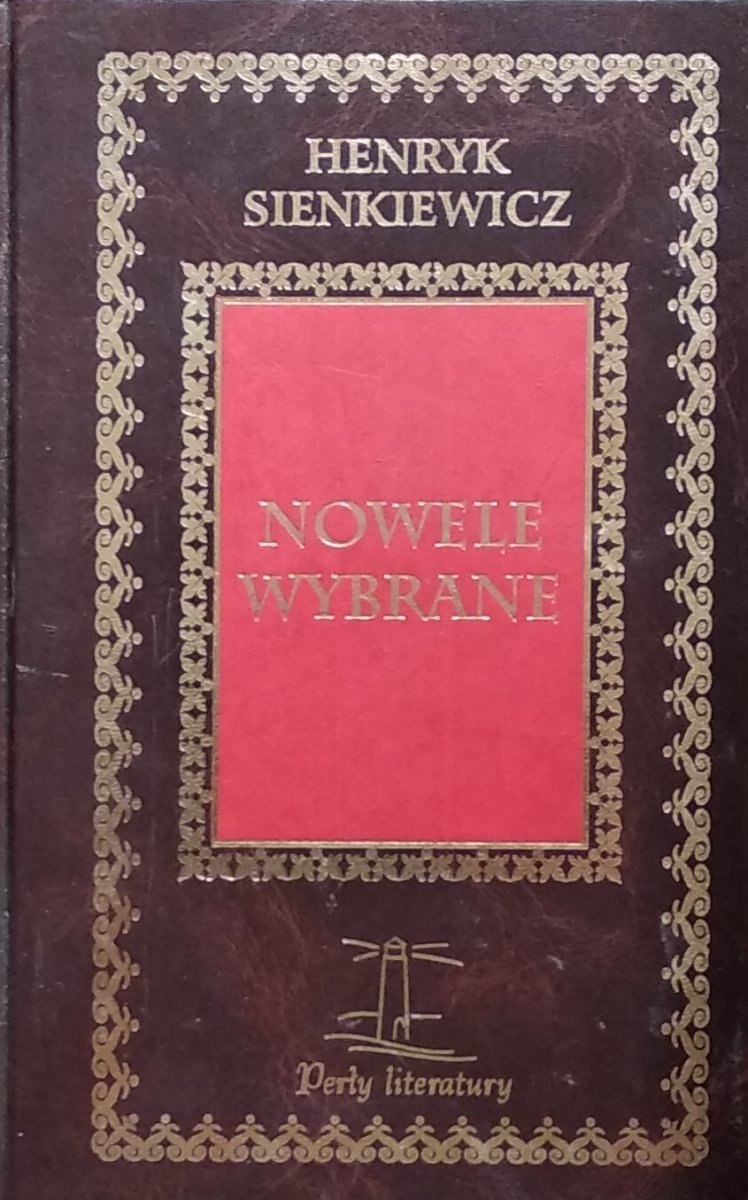 HENRYK
SIENKIEWICZ
NOWELE
WYBRANE
Perły literatury